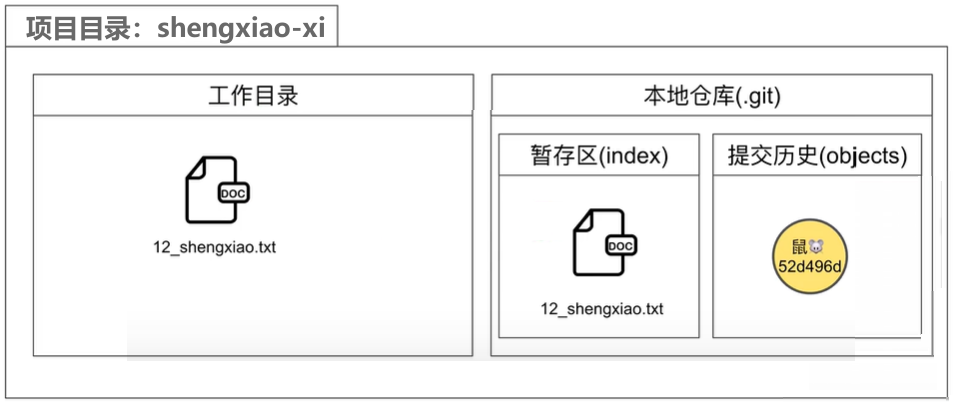 项目目录：shengxiao-xi
工作目录
DOC
12_shengxiao.txt
本地仓库(.git)
暂存区(index)
DOC
12_shengxiao.txt
提交历史(objects)
鼠🐭
52d496d